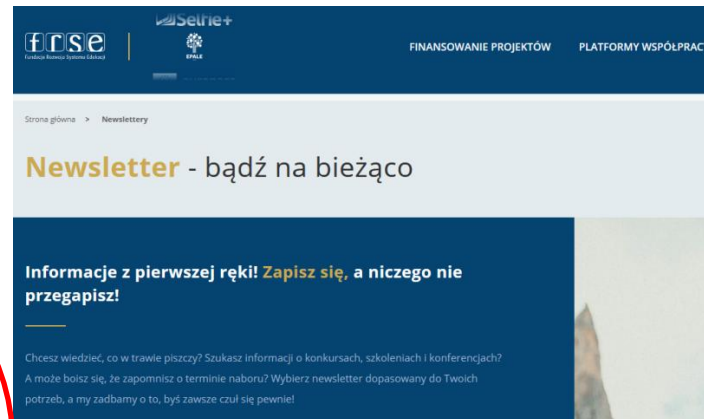 Selfie+
frse
Fundacja Rozwoju Systemu Edukacji
EPALE
FINANSOWANIE PROJEKTÓW PLATFORMY WSPÓŁPRAC
Strona główna > Newslettery
Newsletter - bądź na bieżąco
Informacje z pierwszej ręki! Zapisz się, a niczego nie
przegapisz!
Chcesz wiedzieć, co w trawie piszczy? Szukasz informacji o konkursach, szkoleniach i konferencjach?
A może boisz się, że zapomnisz o terminie naboru? Wybierz newsletter dopasowany do Twoich
potrzeb, a my zadbamy o to, byś zawsze czuł się pewnie!